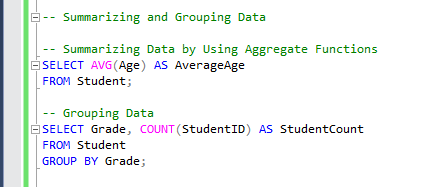 -- Summarizing and Grouping Data
-- Summarizing Data by Using Aggregate Functions
SELECT AVG(Age) AS AverageAge
FROM Student;
-- Grouping Data
SELECT Grade, COUNT(StudentID) AS StudentCount
FROM Student
GROUP BY Grade;